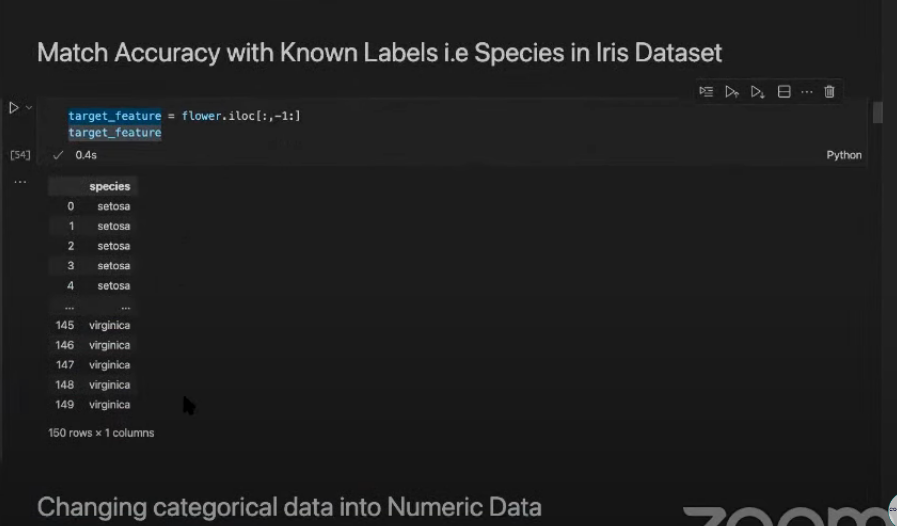 Match Accuracy with Known Labels i.e Species in Iris Dataset
target_feature = flower.iloc[:,-1:]
target_feature
[54] 0.4s Python
...
species
0 setosa
1 setosa
2 setosa
3 setosa
4 setosa
... ...
145 virginica
146 virginica
147 virginica
148 virginica
149 virginica
150 rows × 1 columns
Changing categorical data into Numeric Data
zoom